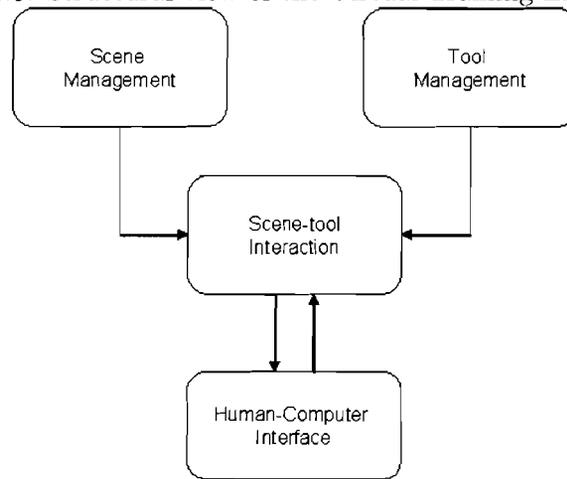 Scene
Management
Tool
Management
Scene-tool
Interaction
Human-Computer
Interface